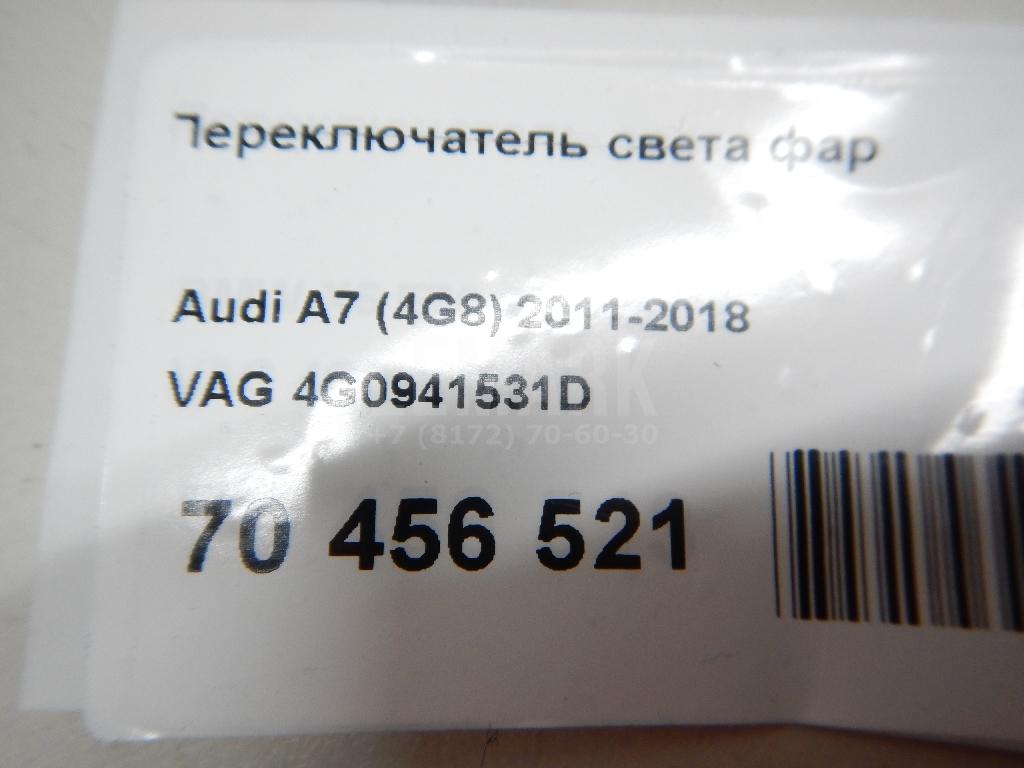 Переключатель света фар
Audi A7 (4G8) 2011-2018
VAG 4G0941531D
+7 (8172) 70-60-30
70 456 521